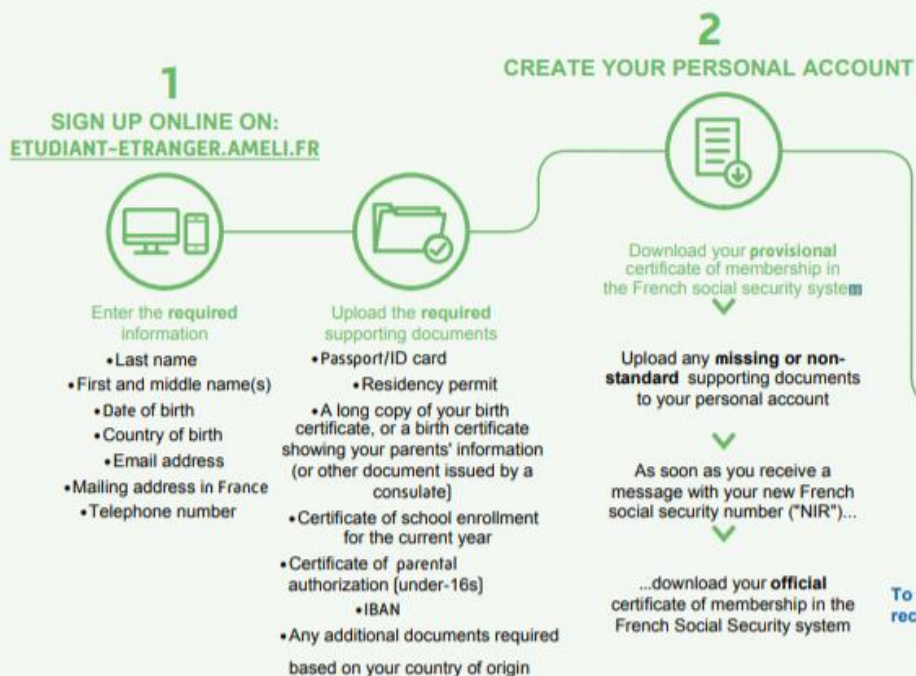 1
SIGN UP ONLINE ON:
ETUDIANT-ETRANGER.AMELI.FR
Enter the required
information
•Last name
•First and middle name(s)
•Date of birth
•Country of birth
•Email address
•Mailing address in France
•Telephone number
Upload the required
supporting documents
•Passport/ID card
•Residency permit
•A long copy of your birth
certificate, or a birth certificate
showing your parents' information
(or other document issued by a
consulate)
•Certificate of school enrollment
for the current year
•Certificate of parental
authorization (under-16s)
•IBAN
•Any additional documents required
based on your country of origin
2
CREATE YOUR PERSONAL ACCOUNT
Download your provisional
certificate of membership in
the French social security system
Upload any missing or non-
standard supporting documents
to your personal account
As soon as you receive a
message with your new French
social security number ("NIR")...
...download your official
certificate of membership in the
French Social Security system
To
rec